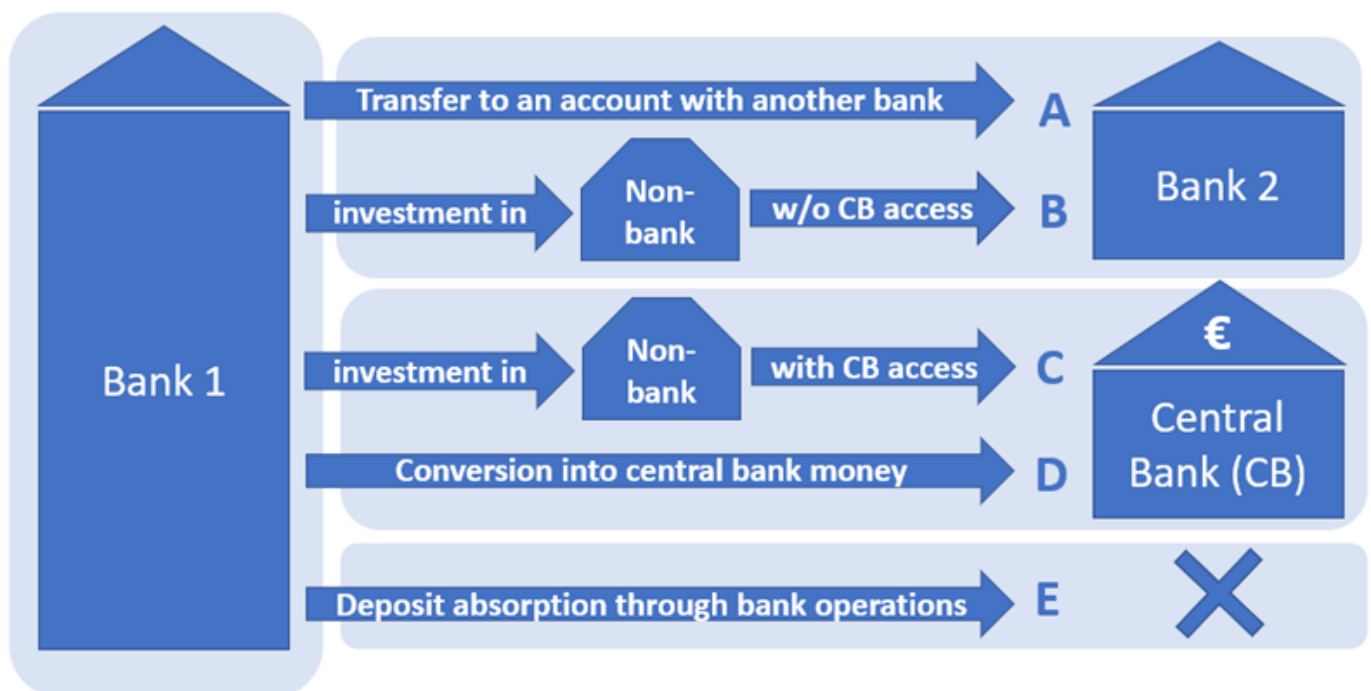 Transfer to an account with another bank
A
Non-
bank
investment in
w/o CB access
B
Bank 2
Bank 1
Non-
bank
investment in
with CB access
C
€
Central
Bank (CB)
Conversion into central bank money
D
Deposit absorption through bank operations
E